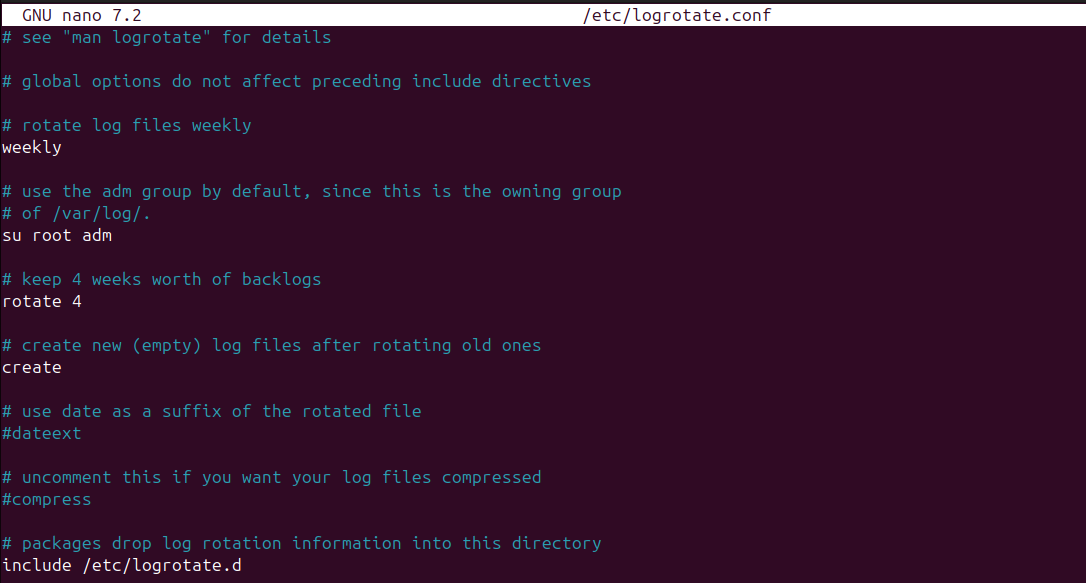 GNU nano 7.2 /etc/logrotate.conf
# see "man logrotate" for details
# global options do not affect preceding include directives
# rotate log files weekly
weekly
# use the adm group by default, since this is the owning group
# of /var/log/.
su root adm
# keep 4 weeks worth of backlogs
rotate 4
# create new (empty) log files after rotating old ones
create
# use date as a suffix of the rotated file
#dateext
# uncomment this if you want your log files compressed
#compress
# packages drop log rotation information into this directory
include /etc/logrotate.d